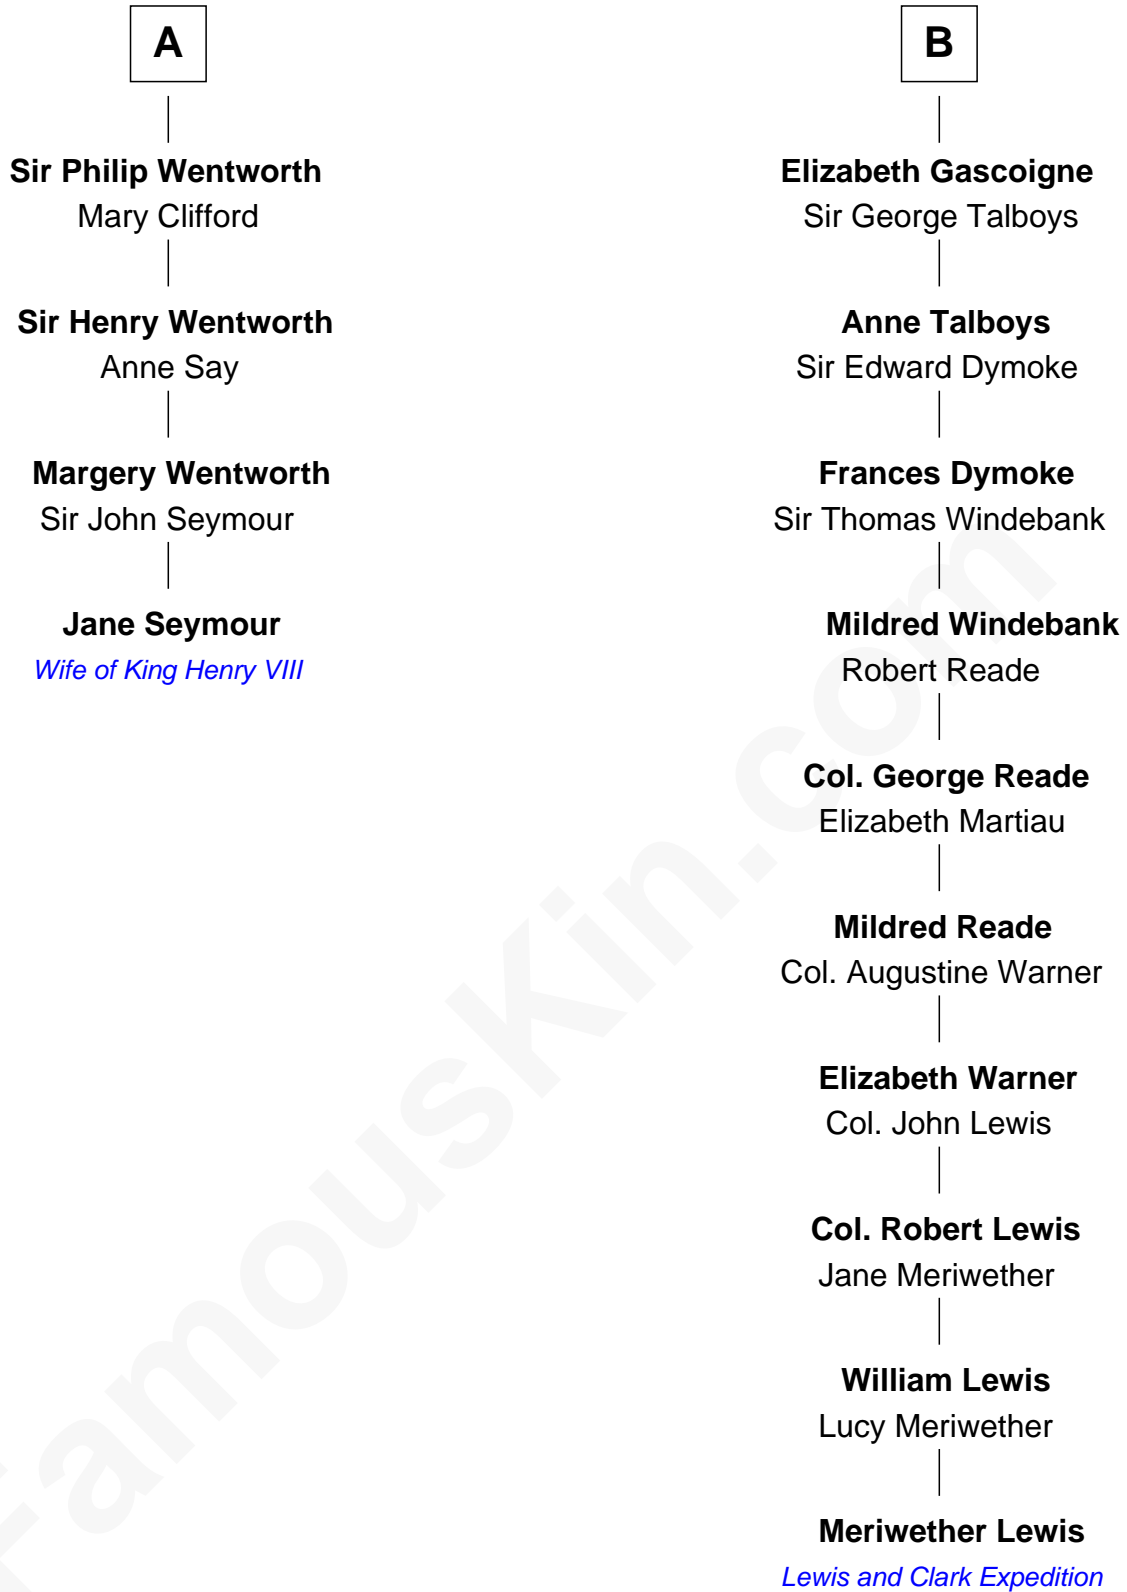 A
Sir Philip Wentworth
Mary Clifford
Sir Henry Wentworth
Anne Say
Margery Wentworth
Sir John Seymour
Jane Seymour
Wife of King Henry VIII
B
Elizabeth Gascoigne
Sir George Talboys
Anne Talboys
Sir Edward Dymoke
Frances Dymoke
Sir Thomas Windebank
Mildred Windebank
Robert Reade
Col. George Reade
Elizabeth Martiau
Mildred Reade
Col. Augustine Warner
Elizabeth Warner
Col. John Lewis
Col. Robert Lewis
Jane Meriwether
William Lewis
Lucy Meriwether
Meriwether Lewis
Lewis and Clark Expedition
FamousKin.com